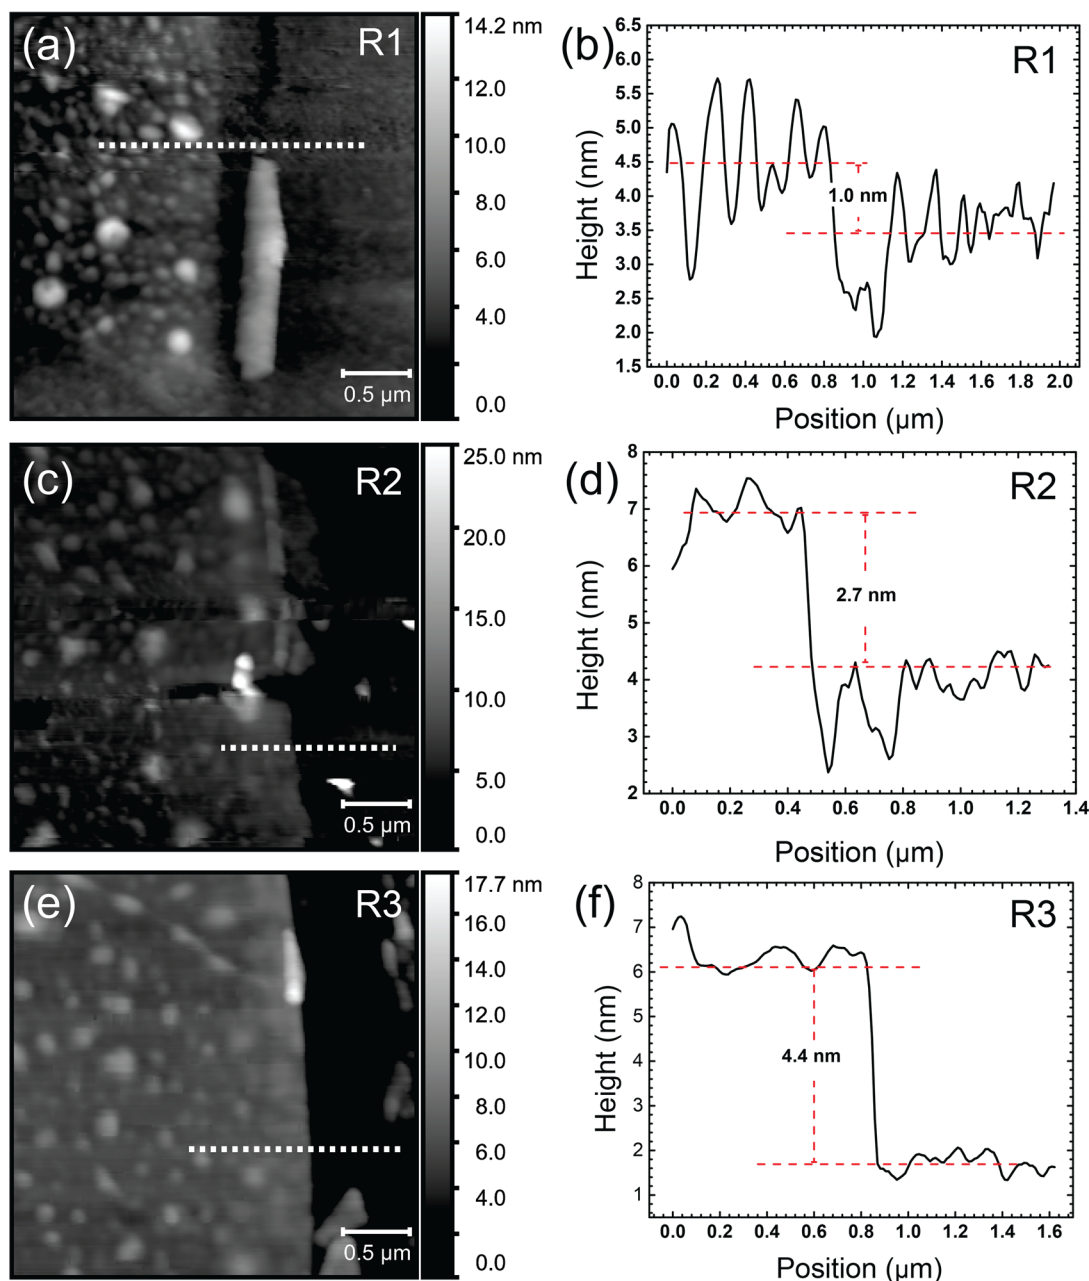 (a) R1
14.2 nm
12.0
10.0
8.0
6.0
4.0
0.0
0.5 μm
(b) R1
6.5
6.0
5.5
5.0
4.5
4.0
3.5
3.0
2.5
2.0
1.5
1.0 nm
0.0 0.2 0.4 0.6 0.8 1.0 1.2 1.4 1.6 1.8 2.0
Height (nm)
Position (μm)
(c) R2
25.0 nm
20.0
15.0
10.0
5.0
0.0
0.5 μm
(d) R2
8
7
6
5
4
3
2
2.7 nm
0.0 0.2 0.4 0.6 0.8 1.0 1.2 1.4
Height (nm)
Position (μm)
(e) R3
17.7 nm
16.0
14.0
12.0
10.0
8.0
6.0
4.0
0.0
0.5 μm
(f) R3
8
7
6
5
4
3
2
1
4.4 nm
0.0 0.2 0.4 0.6 0.8 1.0 1.2 1.4 1.6
Height (nm)
Position (μm)